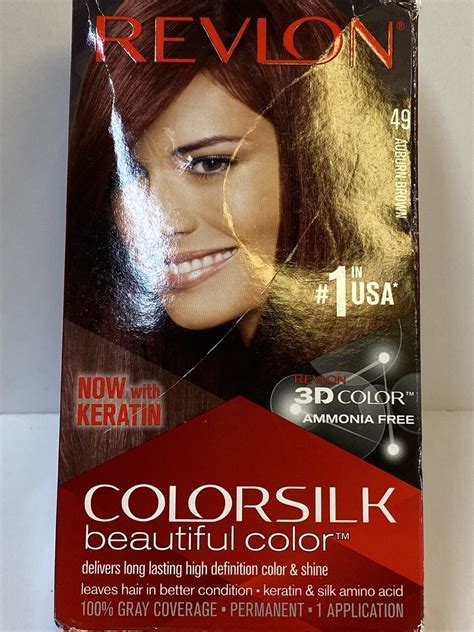 REVLON®
49
AUBURN BROWN
#1 IN USA*
NOW with
KERATIN
REVLON
3D COLOR™
AMMONIA FREE
COLORSILK
beautiful color™
delivers long lasting high definition color & shine
leaves hair in better condition • keratin & silk amino acid
100% GRAY COVERAGE • PERMANENT • 1 APPLICATION